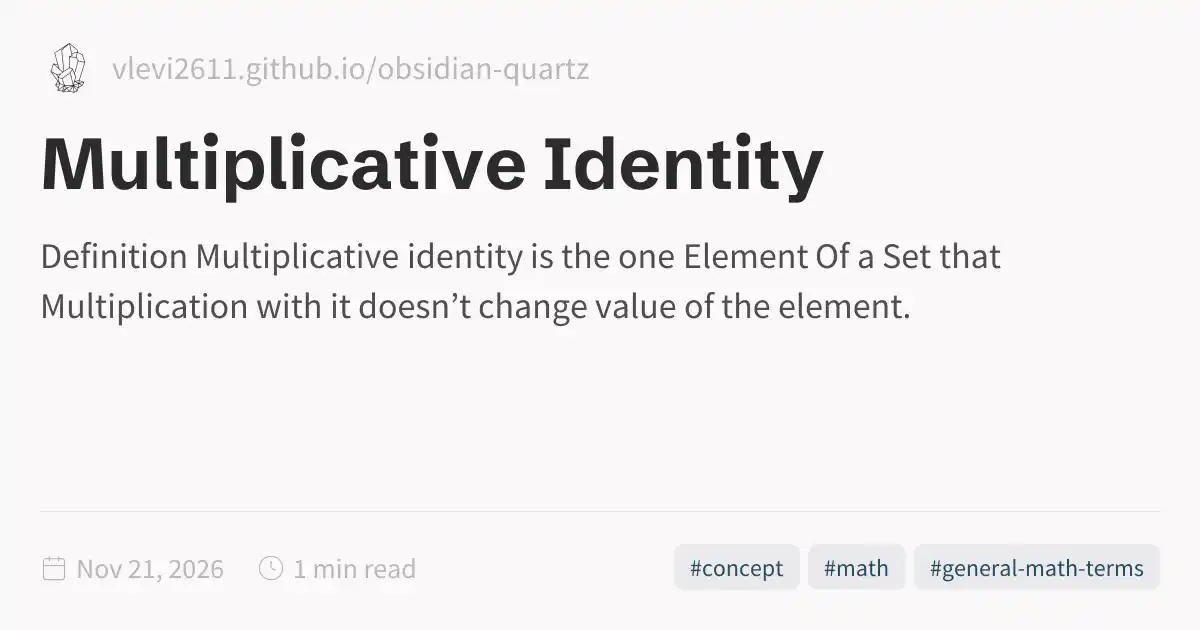 vlevi2611.github.io/obsidian-quartz
Multiplicative Identity
Definition Multiplicative identity is the one Element Of a Set that
Multiplication with it doesn’t change value of the element.
Nov 21, 2026 1 min read #concept #math #general-math-terms